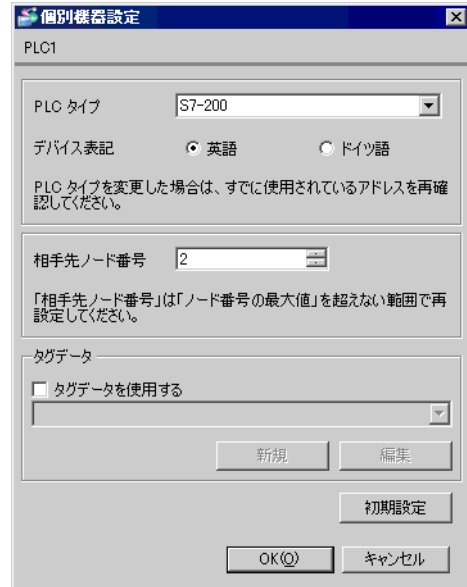 個別機器設定
PLC1
PLC タイプ S7-200
デバイス表記 英語 ドイツ語
PLC タイプを変更した場合は、すでに使用されているアドレスを再確
認してください。
相手先ノード番号 2
「相手先ノード番号」は「ノード番号の最大値」を超えない範囲で再
設定してください。
タグデータ
タグデータを使用する
新規 編集
初期設定
OK(O) キャンセル